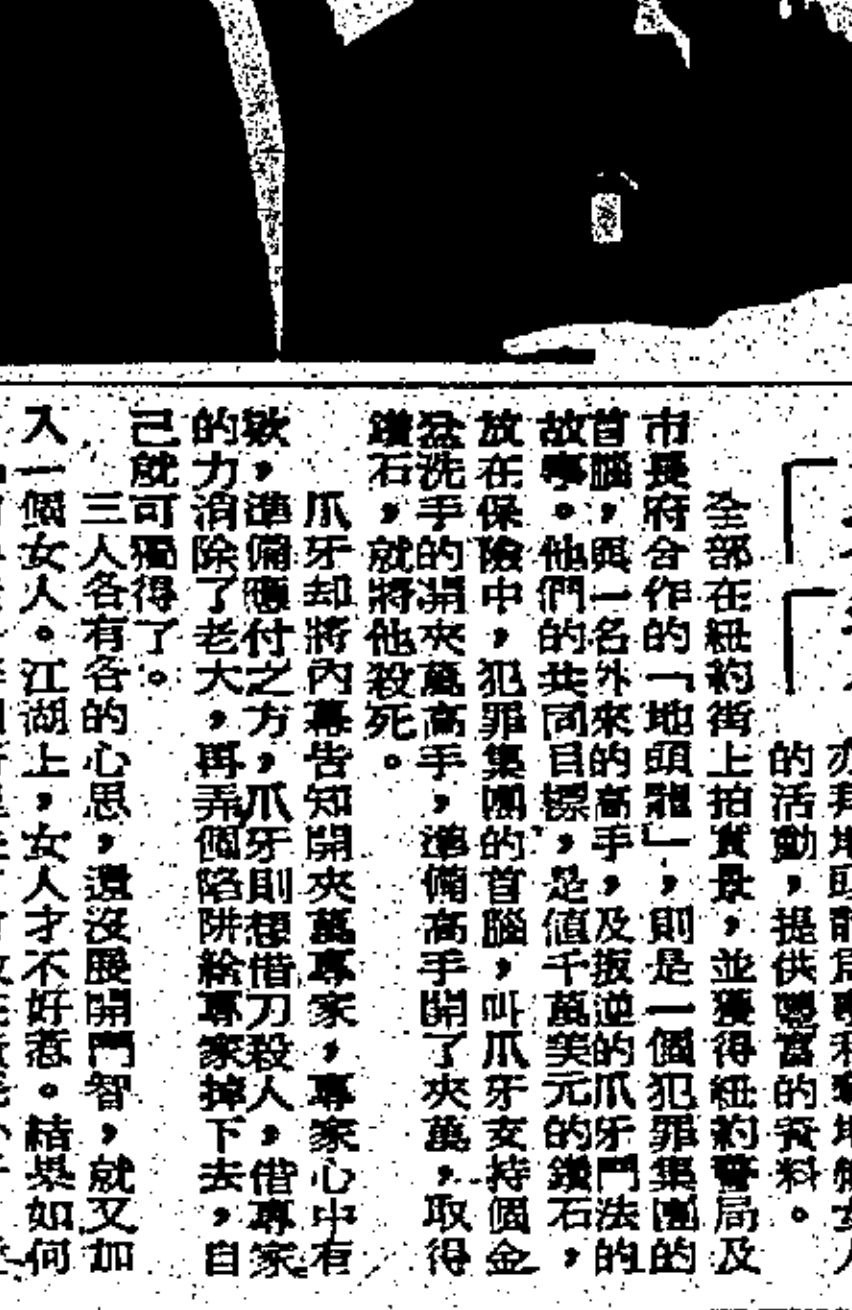 的活動，提供豐富的資料。
全部在紐約街上拍實景，並獲得紐約警局及
市長府合作的「地頭龍」，則是一個犯罪集團的
首腦，與一名外來的高手，及扳逆的爪牙鬥法的
故事。他們的共同目標，是值千萬美元的鑽石，
放在保險中，犯罪集團的首腦，叫爪牙支持個金
盆洗手的開夾萬高手，準備高手開了夾萬，取得
鑽石，就將他殺死。
爪牙却將內幕告知開夾萬專家，專家心中有
數，準備應付之方，爪牙則想借刀殺人，借專家
的力消除了老大，再弄個陷阱給專家掉下去，自
己就可獨得了。
三人各有各的心思，還沒展開鬥智，就又加
入一個女人。江湖上，女人才不好惹。結果如何